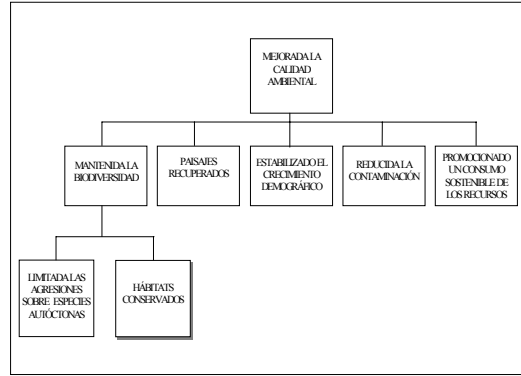 MEJORADA LA
CALIDAD
AMBIENTAL
MANTENIDA LA
BIODIVERSIDAD
PAISAJES
RECUPERADOS
ESTABILIZADO EL
CRECIMIENTO
DEMOGRÁFICO
REDUCIDA LA
CONTAMINACIÓN
PROMOCIONADO
UN CONSUMO
SOSTENIBLE DE
LOS RECURSOS
LIMITADA LAS
AGRESIONES
SOBRE ESPECIES
AUTÓCTONAS
HÁBITATS
CONSERVADOS